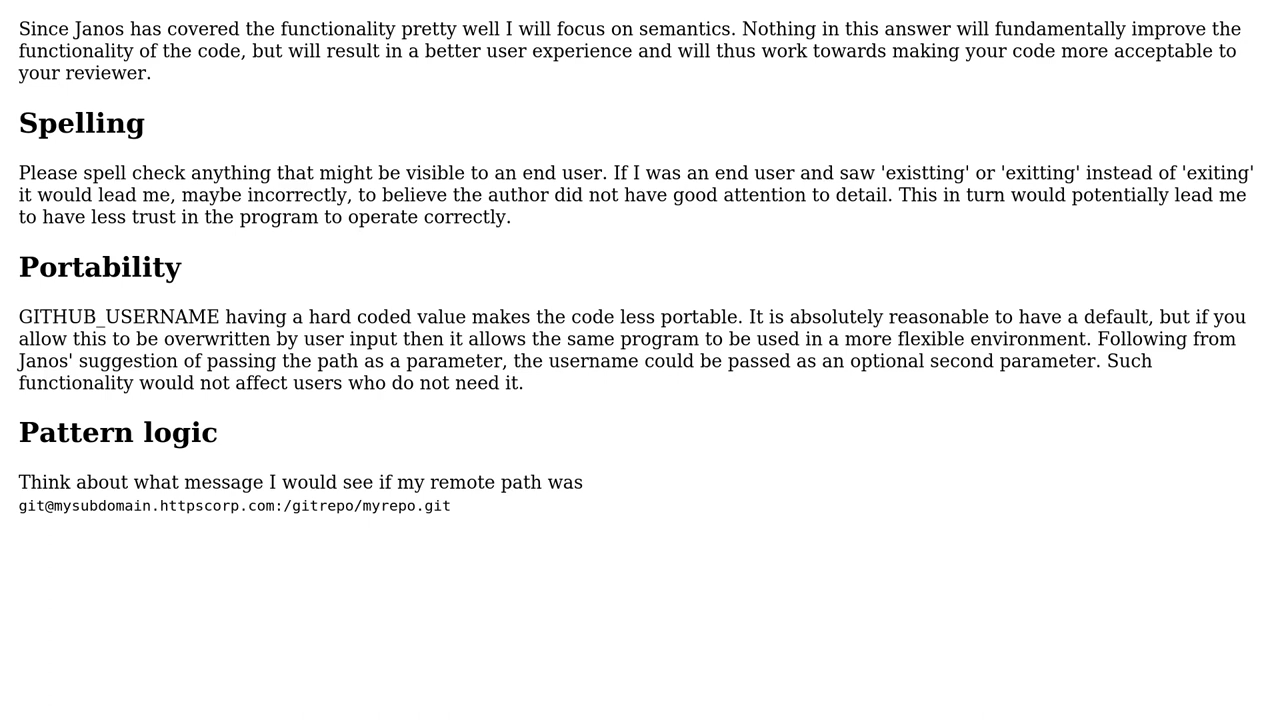 Since Janos has covered the functionality pretty well I will focus on semantics. Nothing in this answer will fundamentally improve the
functionality of the code, but will result in a better user experience and will thus work towards making your code more acceptable to
your reviewer.
Spelling
Please spell check anything that might be visible to an end user. If I was an end user and saw 'existting' or 'exitting' instead of 'exiting'
it would lead me, maybe incorrectly, to believe the author did not have good attention to detail. This in turn would potentially lead me
to have less trust in the program to operate correctly.
Portability
GITHUB_USERNAME having a hard coded value makes the code less portable. It is absolutely reasonable to have a default, but if you
allow this to be overwritten by user input then it allows the same program to be used in a more flexible environment. Following from
Janos' suggestion of passing the path as a parameter, the username could be passed as an optional second parameter. Such
functionality would not affect users who do not need it.
Pattern logic
Think about what message I would see if my remote path was
git@mysubdomain.httpscorp.com:/gitrepo/myrepo.git